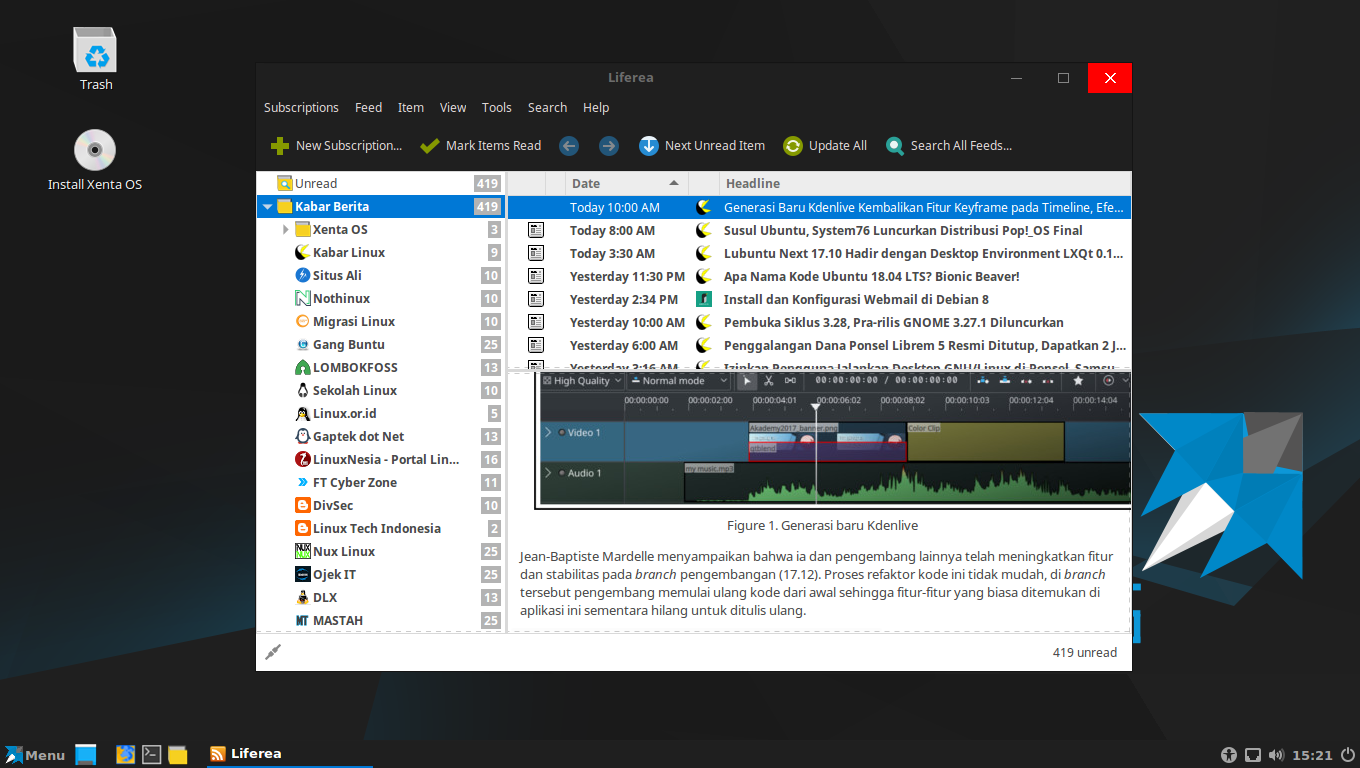 Trash
Install Xenta OS
Liferea
Subscriptions Feed Item View Tools Search Help
New Subscription... Mark Items Read Next Unread Item Update All Search All Feeds...
Unread 419
Kabar Berita 419
Xenta OS 3
Kabar Linux 9
Situs Ali 10
Nothinux 10
Migrasi Linux 10
Gang Buntu 25
LOMBOKFOSS 13
Sekolah Linux 10
Linux.or.id 5
Gaptek dot Net 13
LinuxNesia - Portal Lin... 16
FT Cyber Zone 11
DivSec 10
Linux Tech Indonesia 2
Nux Linux 25
Ojek IT 25
DLX 13
MASTAH 25
Date Headline
Today 10:00 AM Generasi Baru Kdenlive Kembalikan Fitur Keyframe pada Timeline, Efe...
Today 8:00 AM Susul Ubuntu, System76 Luncurkan Distribusi Pop!_OS Final
Today 3:30 AM Lubuntu Next 17.10 Hadir dengan Desktop Environment LXQt 0.1...
Yesterday 11:30 PM Apa Nama Kode Ubuntu 18.04 LTS? Bionic Beaver!
Yesterday 2:34 PM Install dan Konfigurasi Webmail di Debian 8
Yesterday 10:00 AM Pembuka Siklus 3.28, Pra-rilis GNOME 3.27.1 Diluncurkan
Yesterday 6:00 AM Penggalangan Dana Ponsel Librem 5 Resmi Ditutup, Dapatkan 2 J...
Yesterday 3:16 AM Izinkan Pengguna Jalankan Desktop GNU/Linux di Ponsel, Samsu
High Quality Normal mode 00:00:00:00 / 00:00:00:00
00:00:00:00 00:00:02:00 00:00:04:01 00:00:06:02 00:00:08:02 00:00:10:03 00:00:12:04 00:00:14:04
Video 1 Akademy2017_banner.png Color Clip
qtblend
Audio 1 my music.mp3
Figure 1. Generasi baru Kdenlive
Jean-Baptiste Mardelle menyampaikan bahwa ia dan pengembang lainnya telah meningkatkan fitur
dan stabilitas pada branch pengembangan (17.12). Proses refaktor kode ini tidak mudah, di branch
tersebut pengembang memulai ulang kode dari awal sehingga fitur-fitur yang biasa ditemukan di
aplikasi ini sementara hilang untuk ditulis ulang.
419 unread
Menu Liferea 15:21